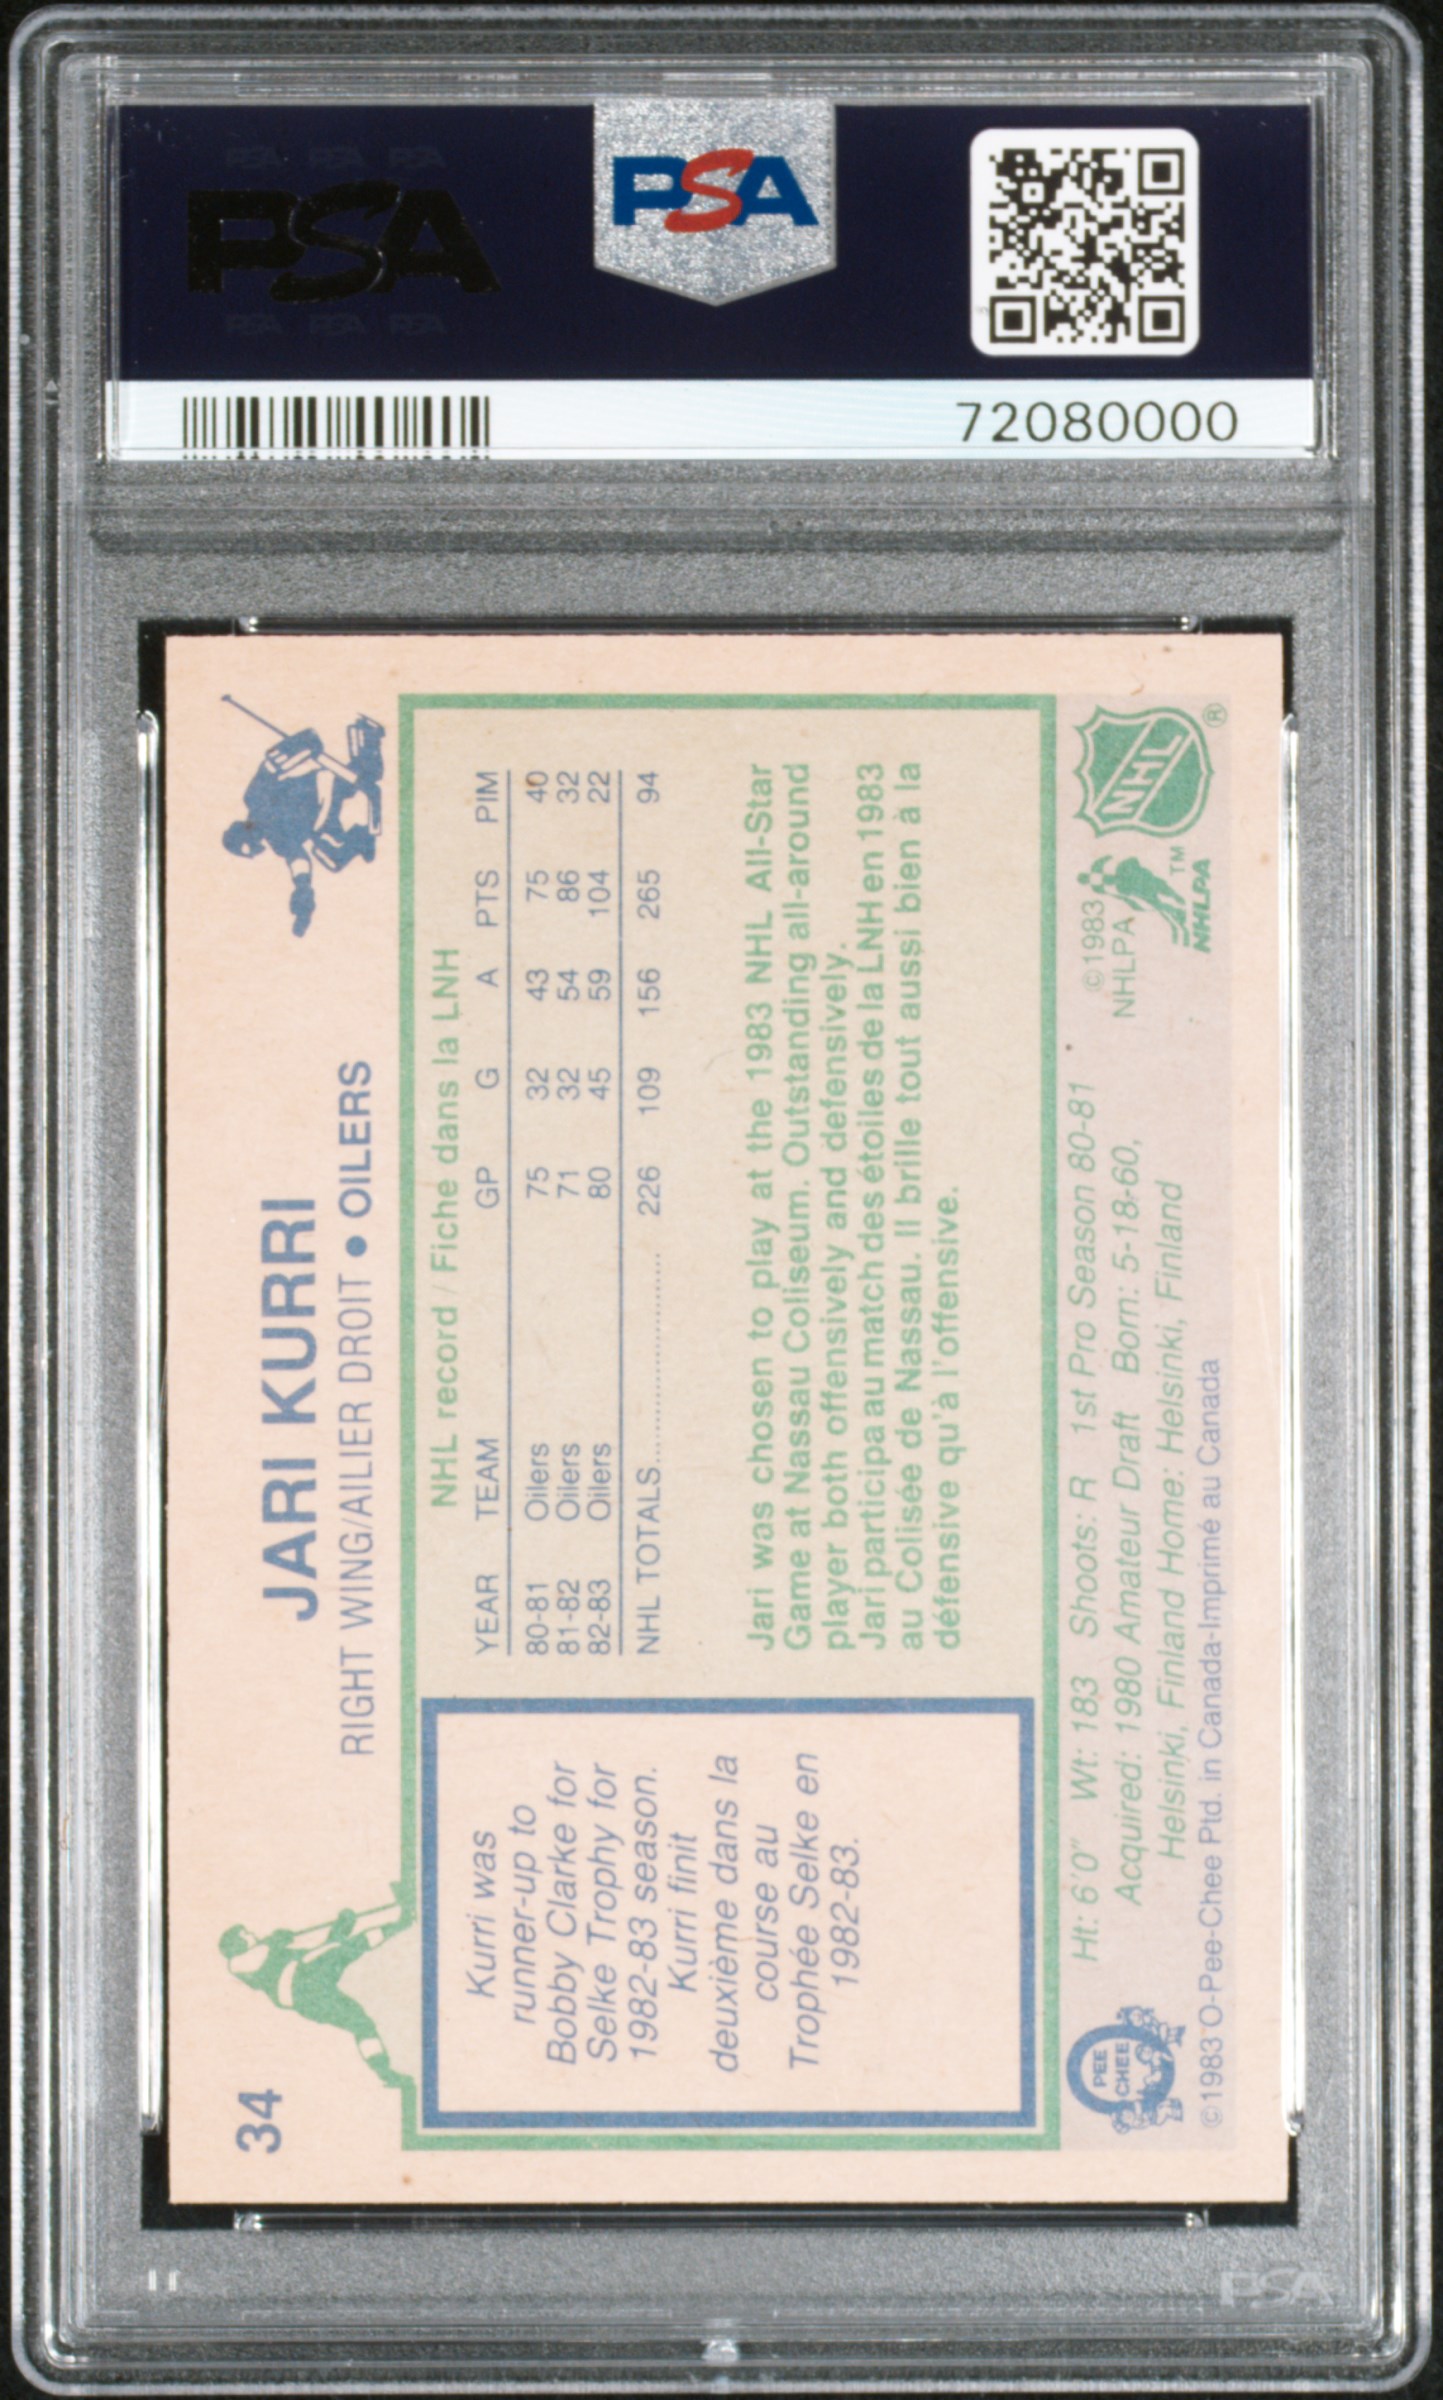 PSA PSA PSA
PSA
PSA PSA PSA
PSA
72080000
34
JARI KURRI
RIGHT WING/AILIER DROIT • OILERS
Kurri was
runner-up to
Bobby Clarke for
Selke Trophy for
1982-83 season.
Kurri finit
deuxième dans la
course au
Trophée Selke en
1982-83.
NHL record / Fiche dans la LNH
YEAR TEAM GP G A PTS PIM
80-81 Oilers 75 32 43 75 40
81-82 Oilers 71 32 54 86 32
82-83 Oilers 80 45 59 104 22
NHL TOTALS.................... 226 109 156 265 94
Jari was chosen to play at the 1983 NHL All-Star
Game at Nassau Coliseum. Outstanding all-around
player both offensively and defensively.
Jari participa au match des étoiles de la LNH en 1983
au Colisée de Nassau. Il brille tout aussi bien à la
défensive qu'à l'offensive.
Ht: 6'0" Wt: 183 Shoots: R 1st Pro Season 80-81
Acquired: 1980 Amateur Draft Born: 5-18-60,
Helsinki, Finland Home: Helsinki, Finland
©1983 O-Pee-Chee Ptd. in Canada-Imprimé au Canada
O
PEE
CHEE
©1983
NHLPA
TM
NHLPA
NHL
®
PSA